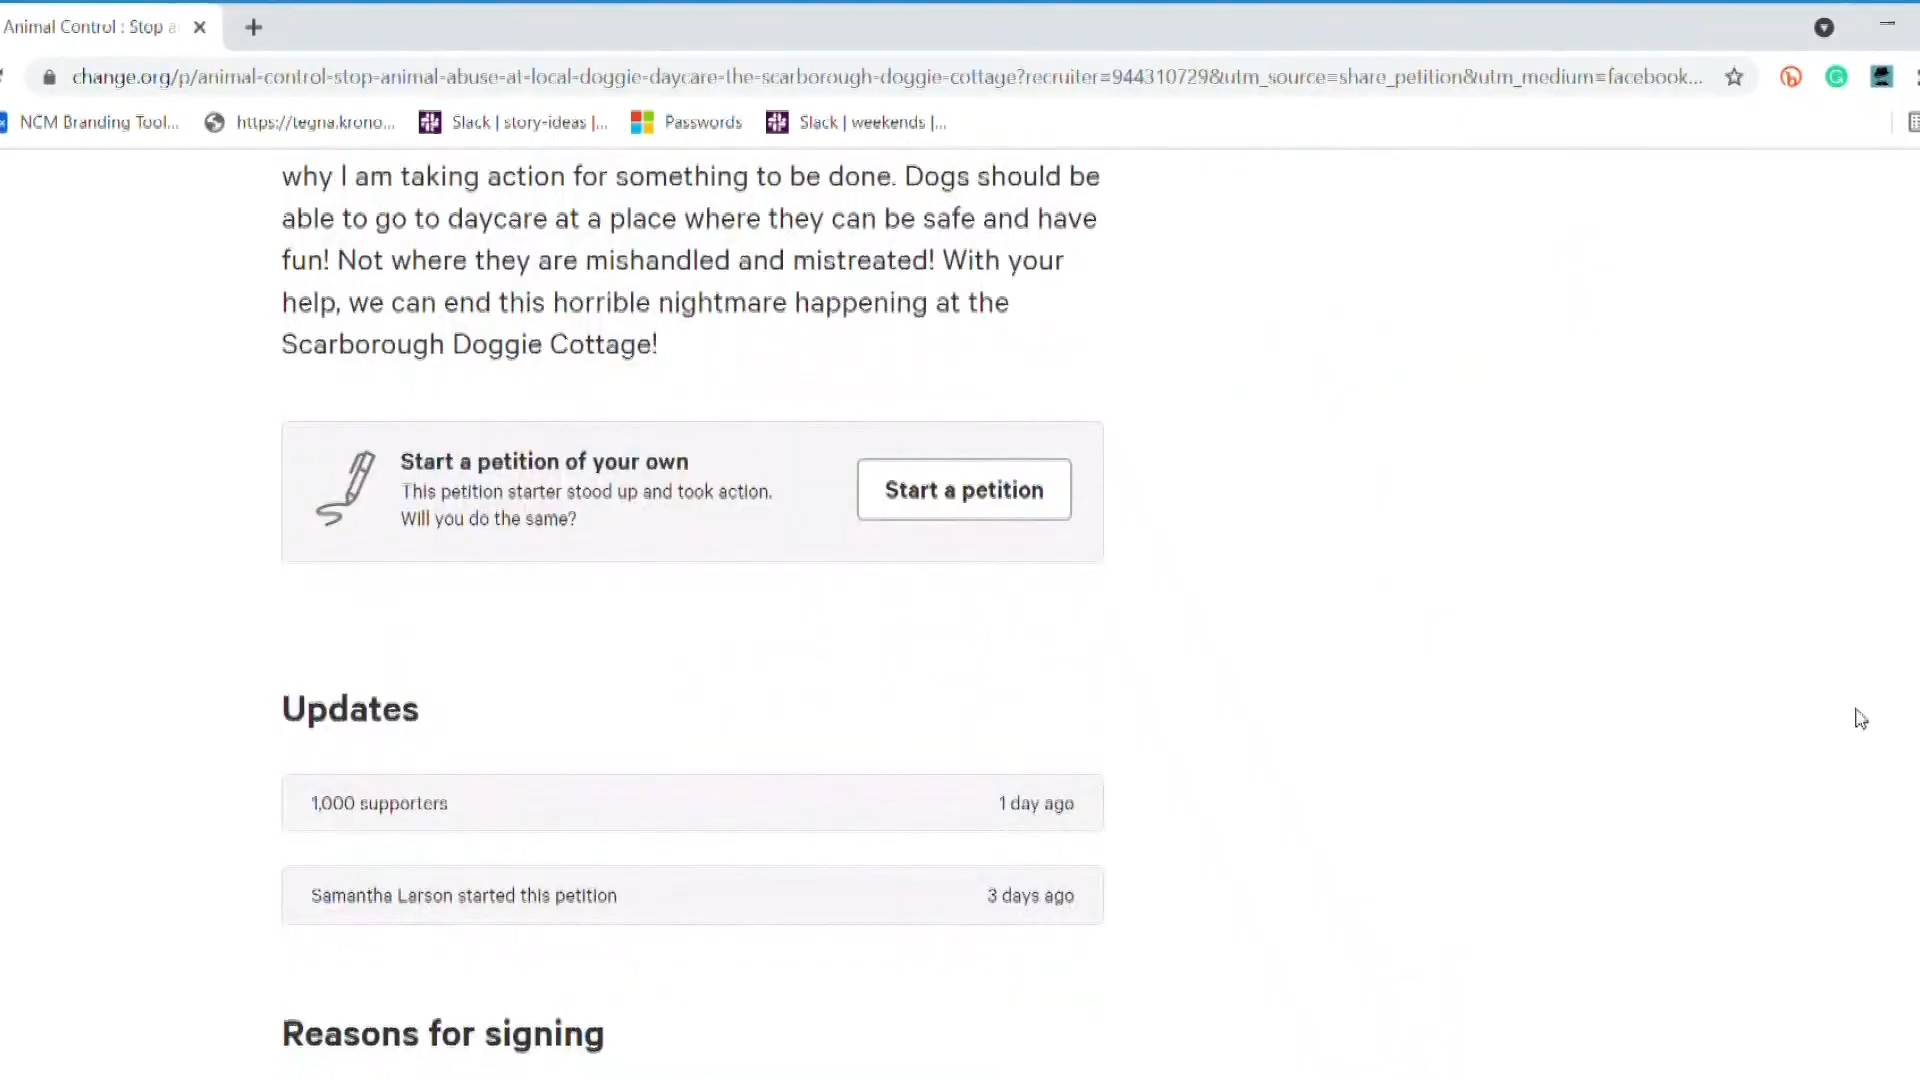 Animal Control : Stop a
change.org/p/animal-control-stop-animal-abuse-at-local-doggie-daycare-the-scarborough-doggie-cottage?recruiter=944310729&utm_source=share_petition&utm_medium=facebook...
NCM Branding Tool... https://tegna.krono... Slack | story-ideas |... Passwords Slack | weekends |...
why I am taking action for something to be done. Dogs should be
able to go to daycare at a place where they can be safe and have
fun! Not where they are mishandled and mistreated! With your
help, we can end this horrible nightmare happening at the
Scarborough Doggie Cottage!
Start a petition of your own
This petition starter stood up and took action.
Will you do the same?
Start a petition
Updates
1,000 supporters 1 day ago
Samantha Larson started this petition 3 days ago
Reasons for signing